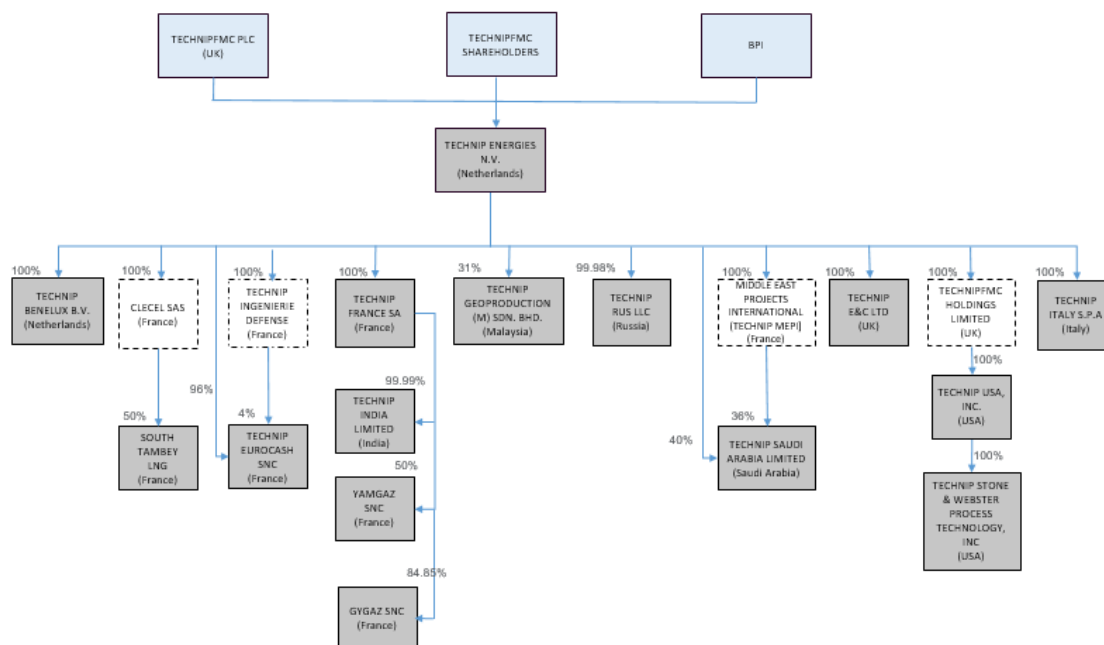 TECHNIPFMC PLC
(UK)
TECHNIPFMC
SHAREHOLDERS
BPI
TECHNIP ENERGIES
N.V.
(Netherlands)
100%
TECHNIP
BENELUX B.V.
(Netherlands)
100%
CLECEL SAS
(France)
100%
TECHNIP
INGENIERIE
DEFENSE
(France)
100%
TECHNIP
FRANCE SA
(France)
31%
TECHNIP
GEOPRODUCTION
(M) SDN. BHD.
(Malaysia)
99.98%
TECHNIP
RUS LLC
(Russia)
100%
MIDDLE EAST
PROJECTS
INTERNATIONAL
(TECHNIP MEPI)
(France)
100%
TECHNIP
E&C LTD
(UK)
100%
TECHNIPFMC
HOLDINGS
LIMITED
(UK)
100%
TECHNIP
ITALY S.P.A
(Italy)
50%
SOUTH
TAMBEY
LNG
(France)
96%
4%
TECHNIP
EUROCASH
SNC
(France)
99.99%
TECHNIP
INDIA
LIMITED
(India)
50%
YAMGAZ
SNC
(France)
84.85%
GYGAZ SNC
(France)
40%
36%
TECHNIP SAUDI
ARABIA LIMITED
(Saudi Arabia)
100%
TECHNIP USA,
INC.
(USA)
100%
TECHNIP STONE
& WEBSTER
PROCESS
TECHNOLOGY,
INC
(USA)